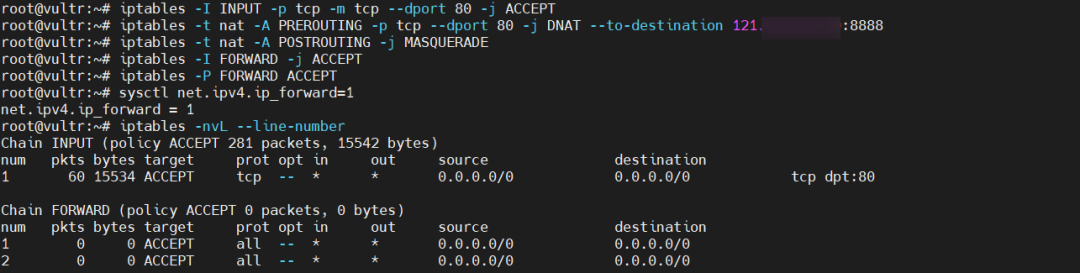 root@vultr:~# iptables -I INPUT -p tcp -m tcp --dport 80 -j ACCEPT
root@vultr:~# iptables -t nat -A PREROUTING -p tcp --dport 80 -j DNAT --to-destination 121. :8888
root@vultr:~# iptables -t nat -A POSTROUTING -j MASQUERADE
root@vultr:~# iptables -I FORWARD -j ACCEPT
root@vultr:~# iptables -P FORWARD ACCEPT
root@vultr:~# sysctl net.ipv4.ip_forward=1
net.ipv4.ip_forward = 1
root@vultr:~# iptables -nvL --line-number
Chain INPUT (policy ACCEPT 281 packets, 15542 bytes)
num pkts bytes target prot opt in out source destination
1 60 15534 ACCEPT tcp -- * * 0.0.0.0/0 0.0.0.0/0 tcp dpt:80
Chain FORWARD (policy ACCEPT 0 packets, 0 bytes)
num pkts bytes target prot opt in out source destination
1 0 0 ACCEPT all -- * * 0.0.0.0/0 0.0.0.0/0
2 0 0 ACCEPT all -- * * 0.0.0.0/0 0.0.0.0/0